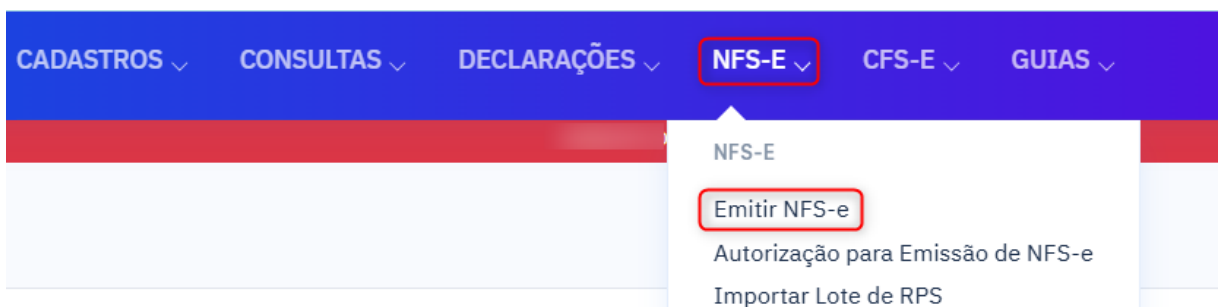 CADASTROS CONSULTAS DECLARAÇÕES NFS-E CFS-E GUIAS
NFS-E
Emitir NFS-e
Autorização para Emissão de NFS-e
Importar Lote de RPS